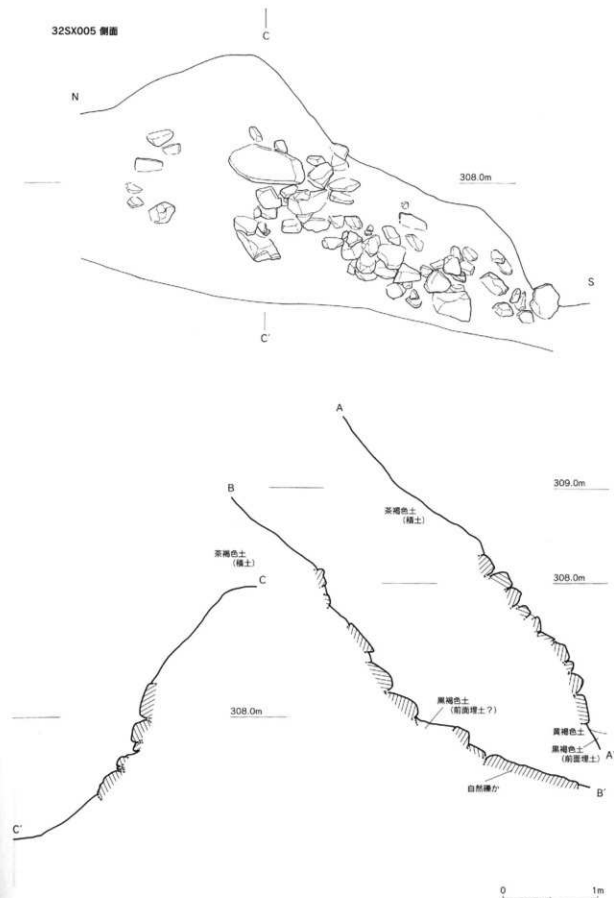 32SX005 側面
C
N
308.0m
S
C'
A
309.0m
B
茶褐色土
(積土)
茶褐色土
(積土)
308.0m
C
黒褐色土
(前面埋土?)
308.0m
黄褐色土
黒褐色土
(前面埋土)
A'
自然礫か
B'
C'
0 1m